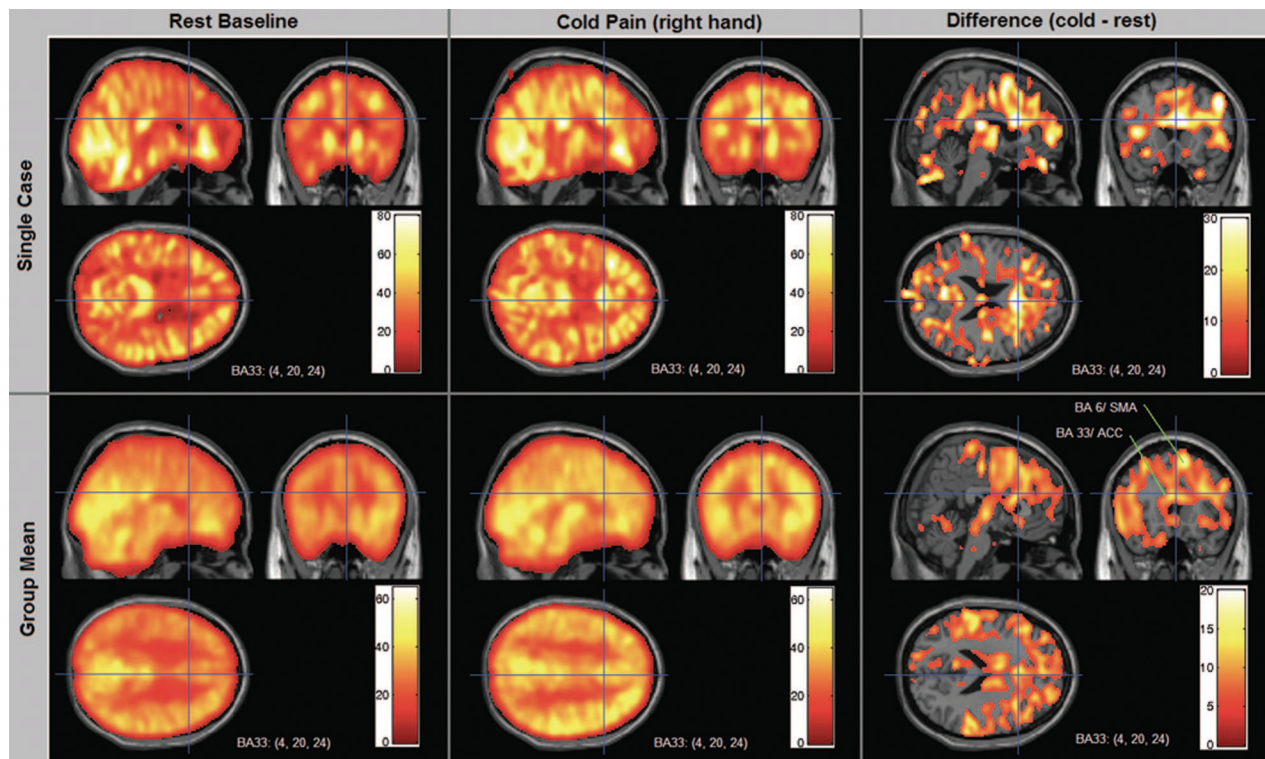 Rest Baseline
Cold Pain (right hand)
Difference (cold - rest)
Single Case
80
60
40
20
0
BA33: (4, 20, 24)
80
60
40
20
0
BA33: (4, 20, 24)
30
20
10
0
BA33: (4, 20, 24)
Group Mean
60
40
20
0
BA33: (4, 20, 24)
60
40
20
0
BA33: (4, 20, 24)
BA 6/ SMA
BA 33/ ACC
20
15
10
5
0
BA33: (4, 20, 24)